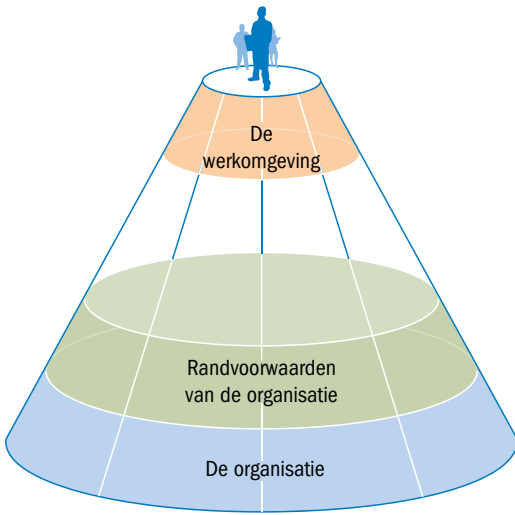 De
werkomgeving
Randvoorwaarden
van de organisatie
De organisatie